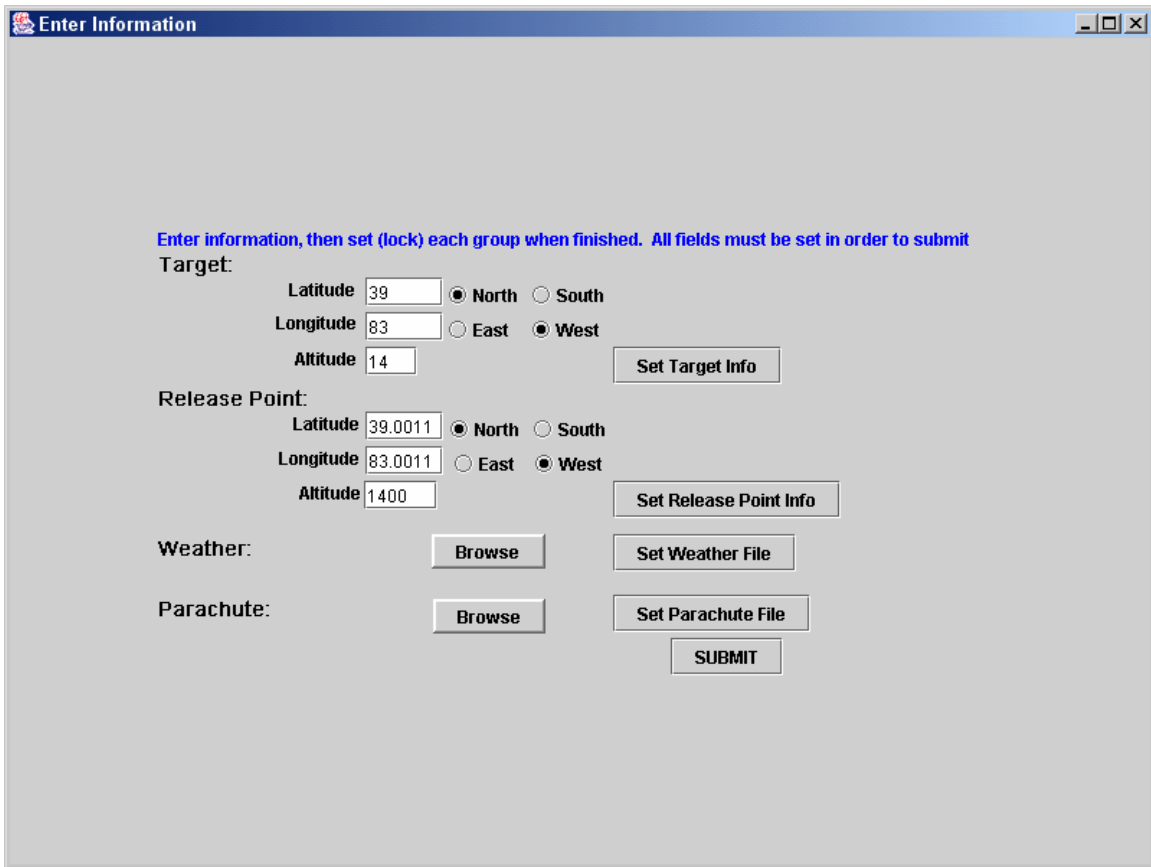 Enter Information
Enter information, then set (lock) each group when finished. All fields must be set in order to submit
Target:
Latitude 39 North South
Longitude 83 East West
Altitude 14 Set Target Info
Release Point:
Latitude 39.0011 North South
Longitude 83.0011 East West
Altitude 1400 Set Release Point Info
Weather: Browse Set Weather File
Parachute: Browse Set Parachute File
SUBMIT